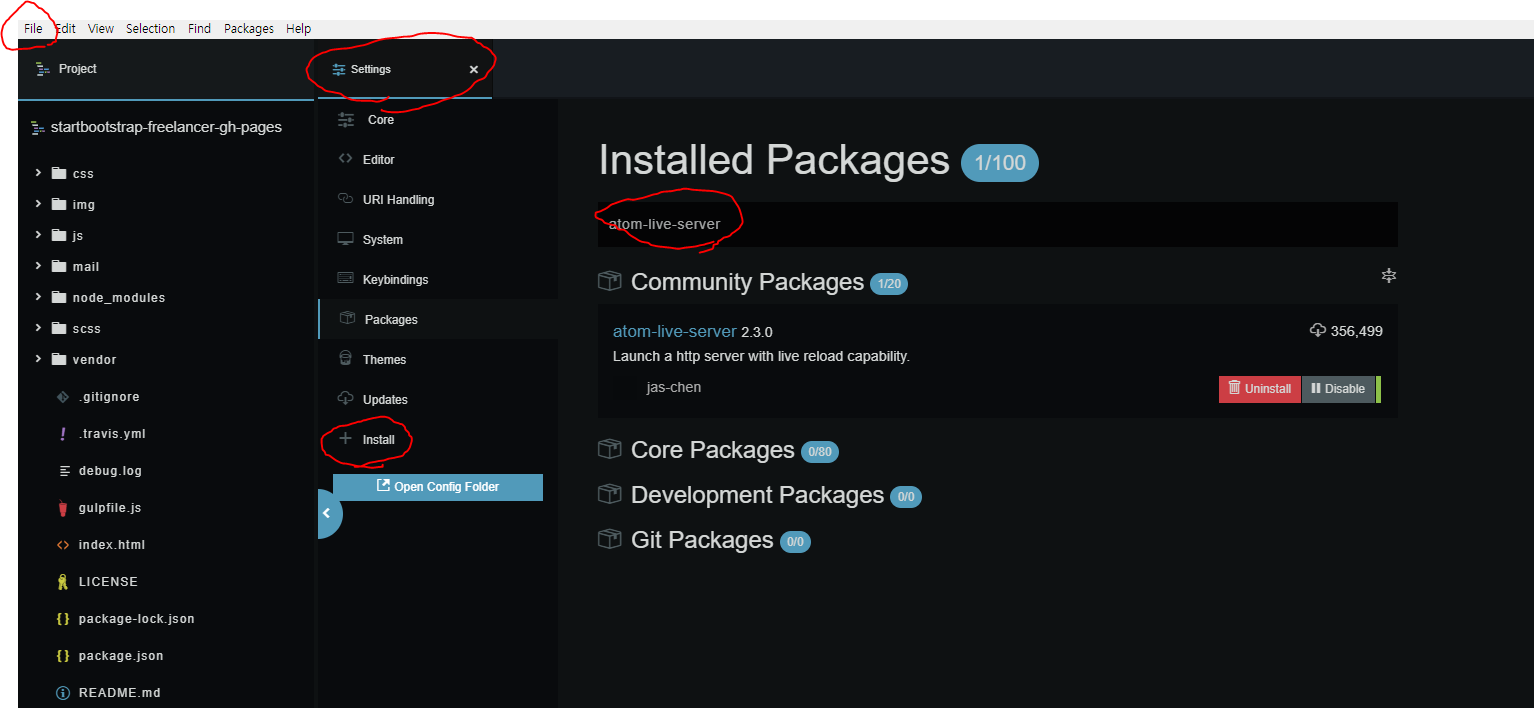 File Edit View Selection Find Packages Help
Project
startbootstrap-freelancer-gh-pages
css
img
js
mail
node_modules
scss
vendor
.gitignore
.travis.yml
debug.log
gulpfile.js
index.html
LICENSE
package-lock.json
package.json
README.md
Settings
Core
Editor
URI Handling
System
Keybindings
Packages
Themes
Updates
Install
Open Config Folder
Installed Packages 1/100
atom-live-server
Community Packages 1/20
atom-live-server 2.3.0 356,499
Launch a http server with live reload capability.
jas-chen Uninstall Disable
Core Packages 0/80
Development Packages 0/0
Git Packages 0/0